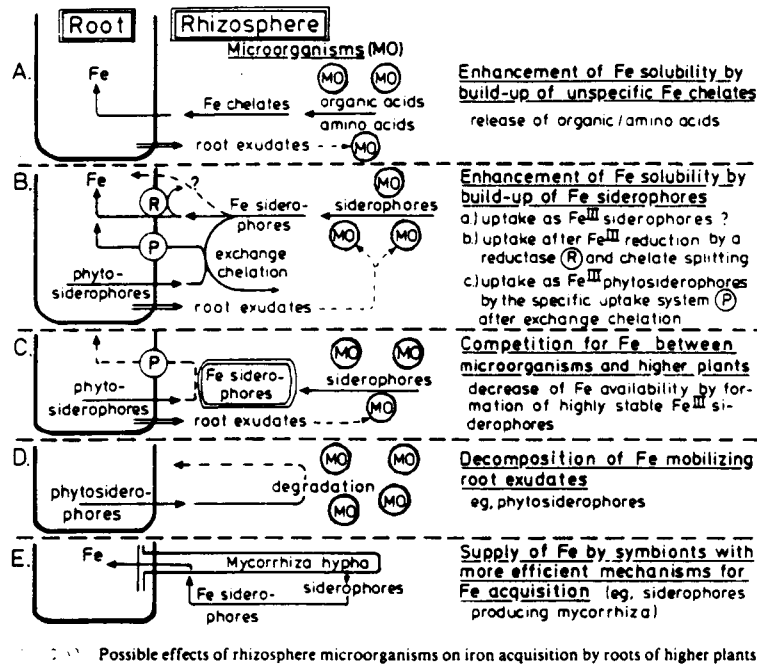 Root Rhizosphere
Microorganisms (MO)
A.
Fe
MO MO
Fe chelates
organic acids
amino acids
root exudates
MO
Enhancement of Fe solubility by
build-up of unspecific Fe chelates
release of organic/amino acids
B.
Fe
?
R
P
Fe sidero-
phores
siderophores
MO
MO MO
exchange
chelation
phyto-
siderophores
root exudates
Enhancement of Fe solubility by
build-up of Fe siderophores
a.) uptake as Fe III siderophores ?
b.) uptake after Fe III reduction by a
reductase R and chelate splitting
c.) uptake as Fe III phytosiderophores
by the specific uptake system P
after exchange chelation
C.
P
Fe sidero-
phores
MO MO
siderophores
MO
phyto-
siderophores
root exudates
Competition for Fe between
microorganisms and higher plants
decrease of Fe availability by for-
mation of highly stable Fe III si-
derophores
D.
MO MO
degradation
MO MO
phytosidero-
phores
Decomposition of Fe mobilizing
root exudates
eg, phytosiderophores
E.
Fe
Mycorrhiza hypha
siderophores
Fe sidero-
phores
Supply of Fe by symbionts with
more efficient mechanisms for
Fe acquisition (eg, siderophores
producing mycorrhiza)
Possible effects of rhizosphere microorganisms on iron acquisition by roots of higher plants